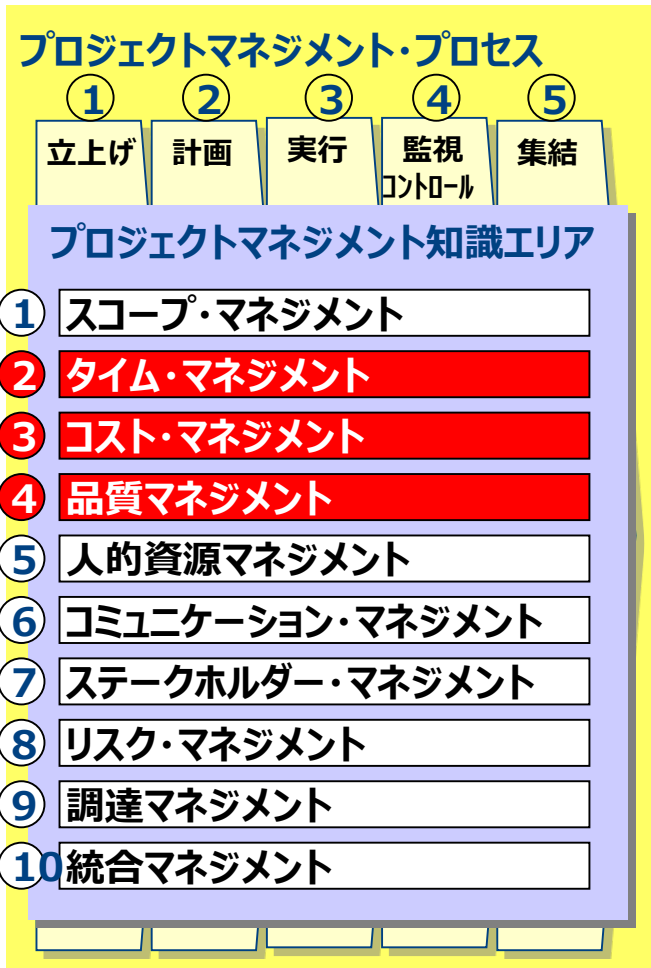 プロジェクトマネジメント・プロセス
① ② ③ ④ ⑤
立上げ 計画 実行 監視 集結
コントロール
プロジェクトマネジメント知識エリア
① スコープ・マネジメント
② タイム・マネジメント
③ コスト・マネジメント
④ 品質マネジメント
⑤ 人的資源マネジメント
⑥ コミュニケーション・マネジメント
⑦ ステークホルダー・マネジメント
⑧ リスク・マネジメント
⑨ 調達マネジメント
⑩ 統合マネジメント